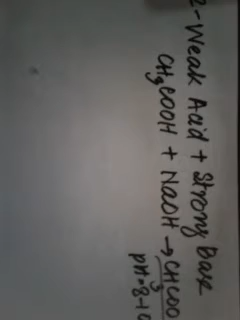 2-Weak Acid + Strong Base
CH3COOH + NaOH → CH3COO
pH=8-10